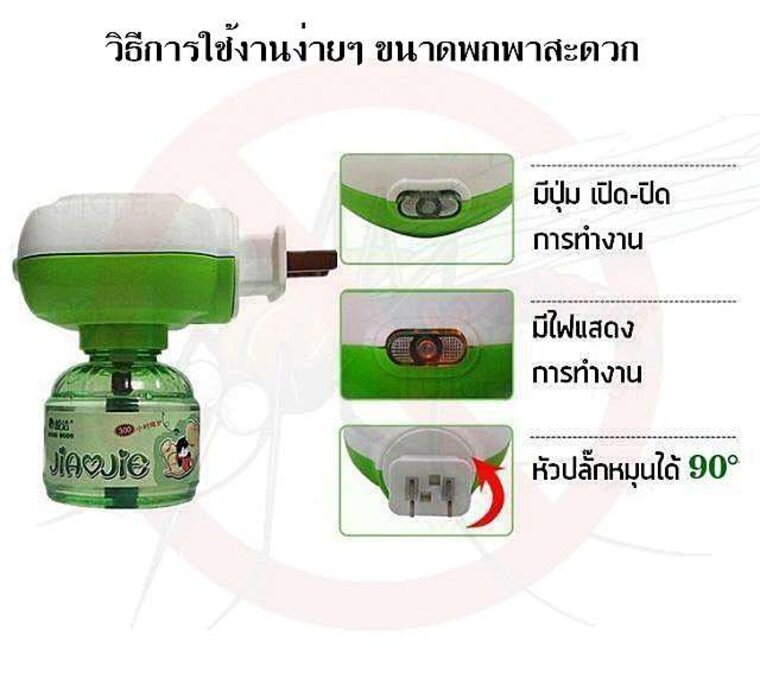 วิธีการใช้งานง่ายๆ ขนาดพกพาสะดวก
มีปุ่ม เปิด-ปิด
การทำงาน
มีไฟแสดง
การทำงาน
หัวปลั๊กหมุนได้ 90°
300
JiAJiE